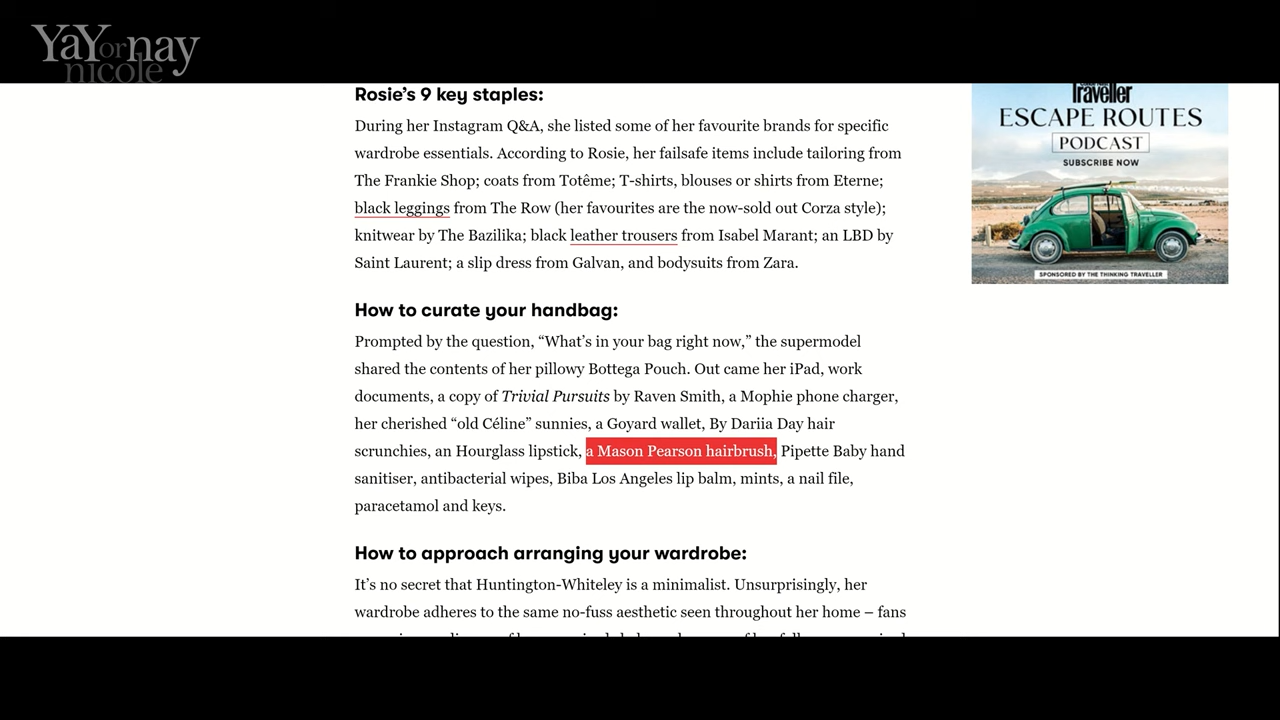 YaY or nay
nicole
Rosie’s 9 key staples:
During her Instagram Q&A, she listed some of her favourite brands for specific
wardrobe essentials. According to Rosie, her failsafe items include tailoring from
The Frankie Shop; coats from Totême; T-shirts, blouses or shirts from Eterne;
black leggings from The Row (her favourites are the now-sold out Corza style);
knitwear by The Bazilika; black leather trousers from Isabel Marant; an LBD by
Saint Laurent; a slip dress from Galvan, and bodysuits from Zara.
How to curate your handbag:
Prompted by the question, “What’s in your bag right now,” the supermodel
shared the contents of her pillowy Bottega Pouch. Out came her iPad, work
documents, a copy of Trivial Pursuits by Raven Smith, a Mophie phone charger,
her cherished “old Céline” sunnies, a Goyard wallet, By Dariia Day hair
scrunchies, an Hourglass lipstick, a Mason Pearson hairbrush, Pipette Baby hand
sanitiser, antibacterial wipes, Biba Los Angeles lip balm, mints, a nail file,
paracetamol and keys.
How to approach arranging your wardrobe:
It’s no secret that Huntington-Whiteley is a minimalist. Unsurprisingly, her
wardrobe adheres to the same no-fuss aesthetic seen throughout her home – fans
Traveller
ESCAPE ROUTES
PODCAST
SUBSCRIBE NOW
SPONSORED BY THE THINKING TRAVELLER